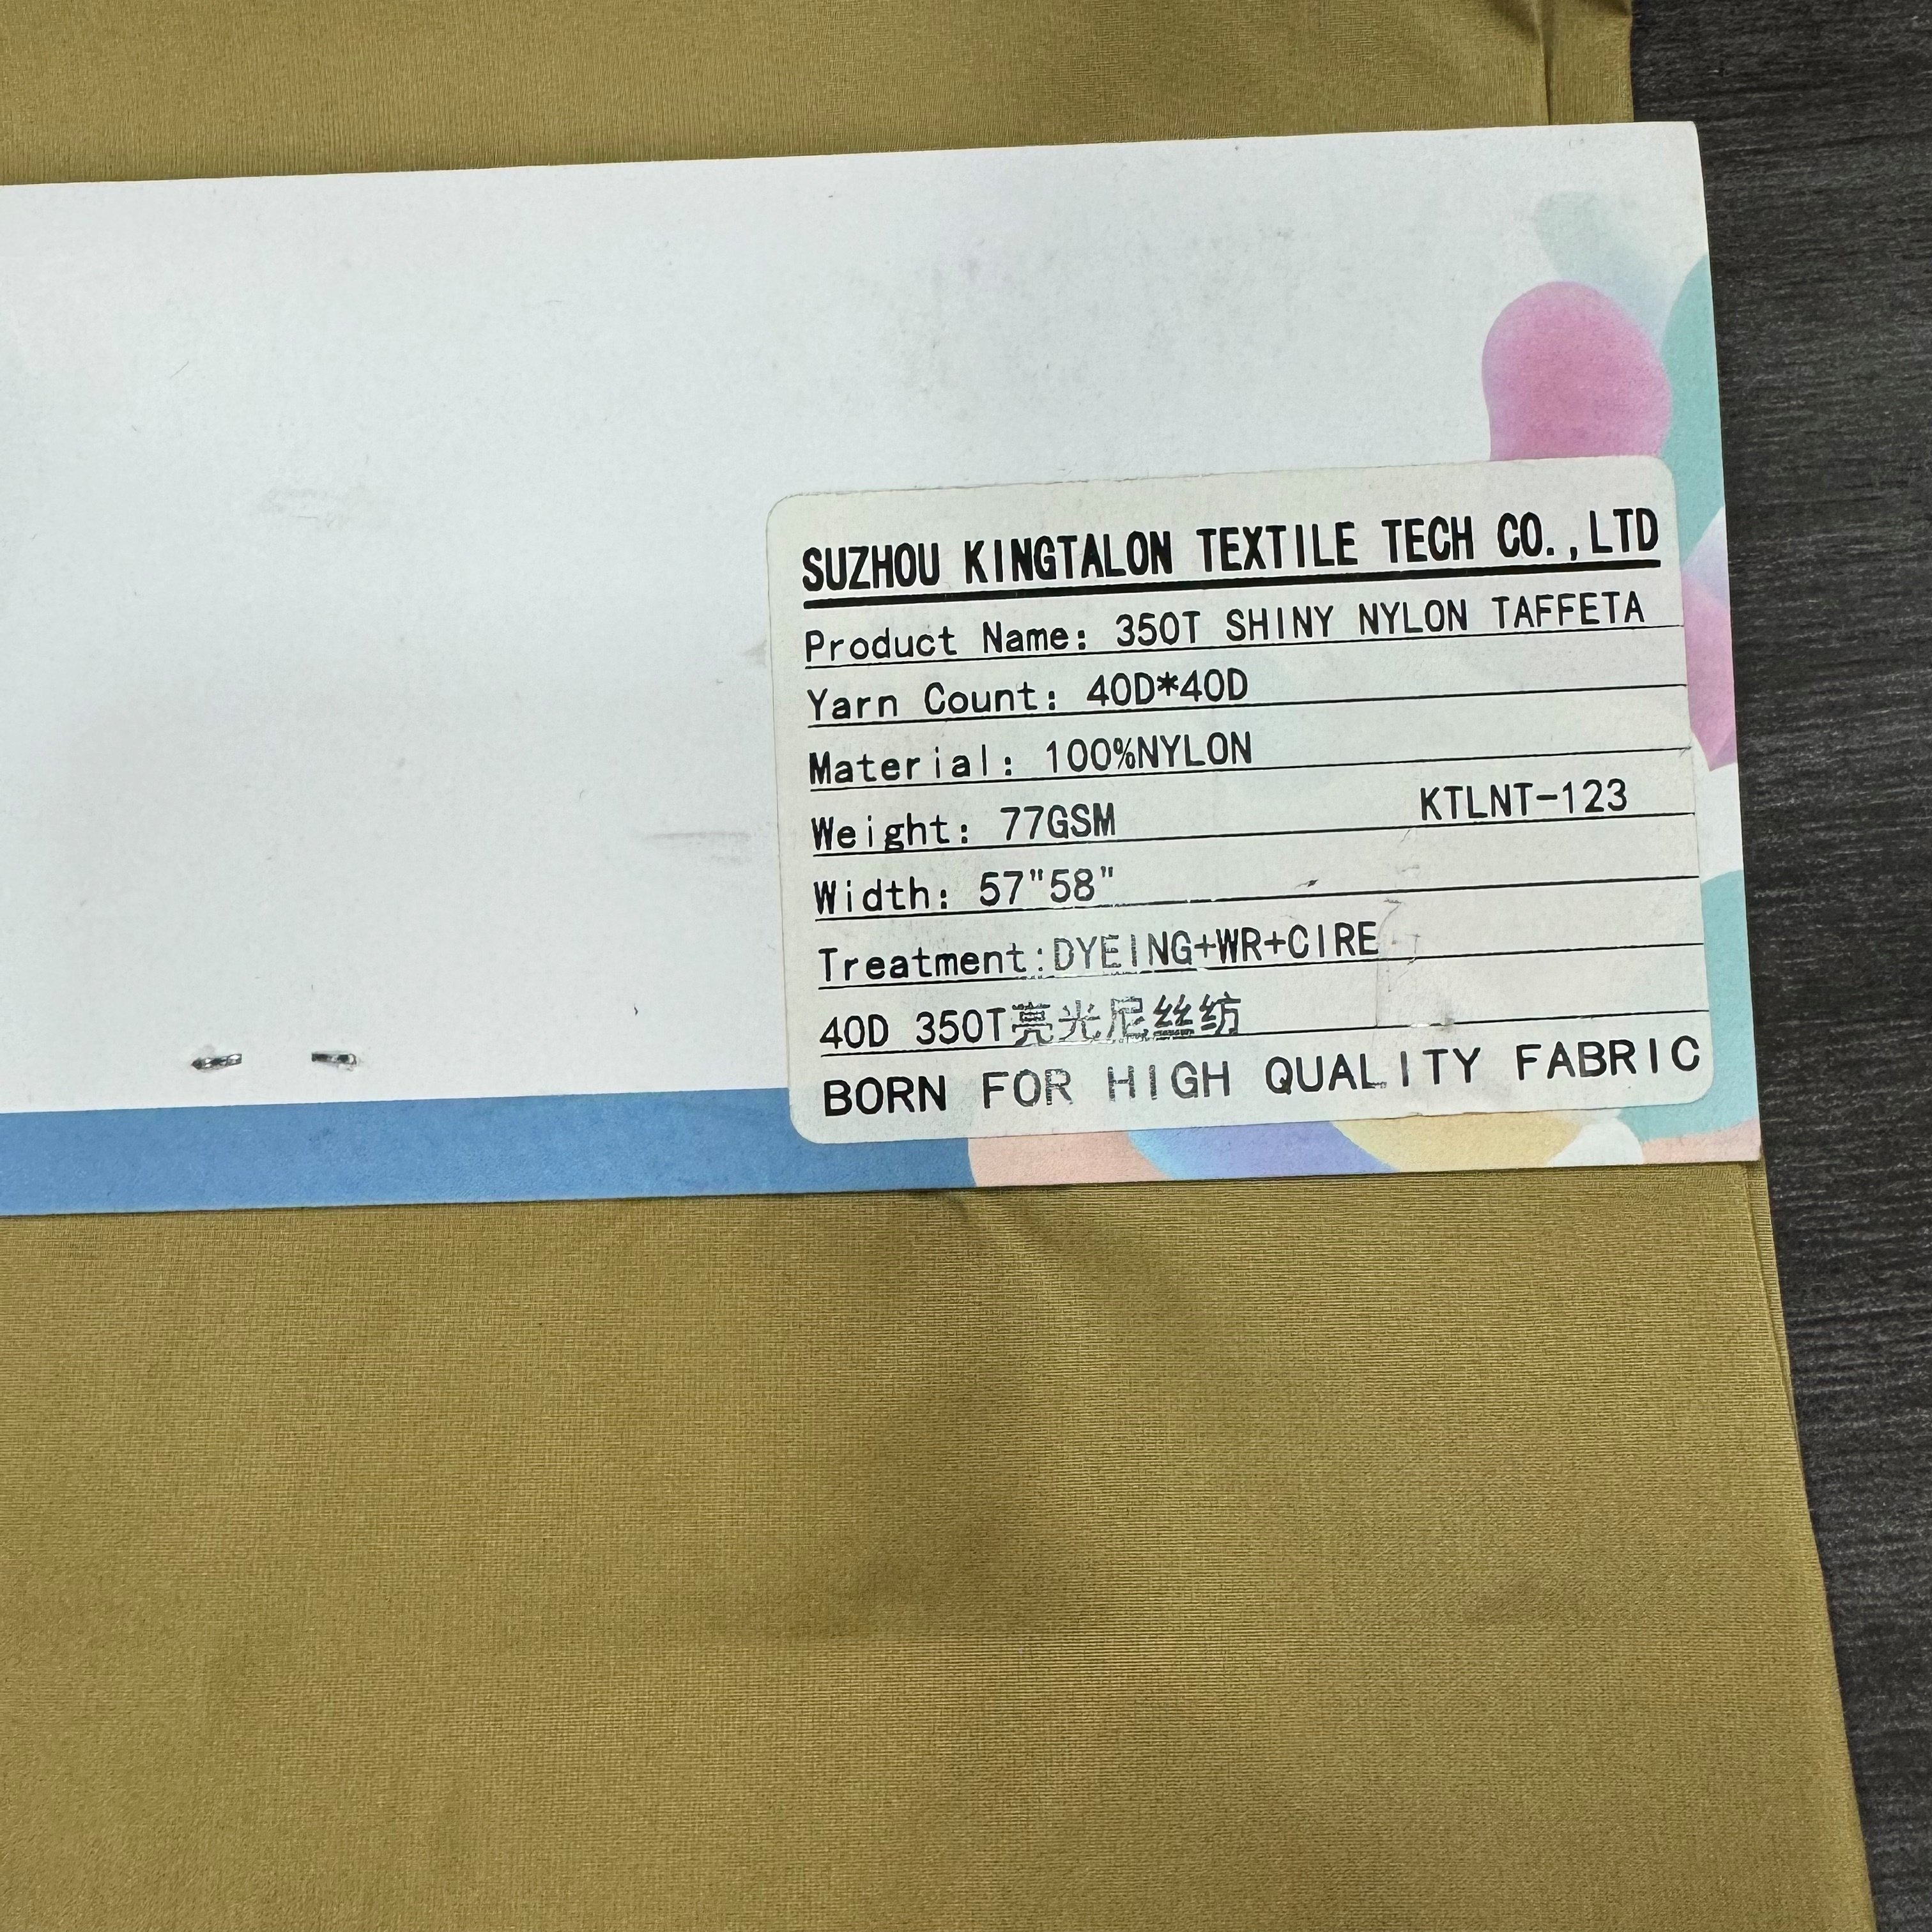 SUZHOU KINGTALON TEXTILE TECH CO.,LTD
Product Name: 350T SHINY NYLON TAFFETA
Yarn Count: 40D*40D
Material: 100%NYLON
Weight: 77GSM KTLNT-123
Width: 57"58"
Treatment:DYEING+WR+CIRE
40D 350T亮光尼丝纺
BORN FOR HIGH QUALITY FABRIC